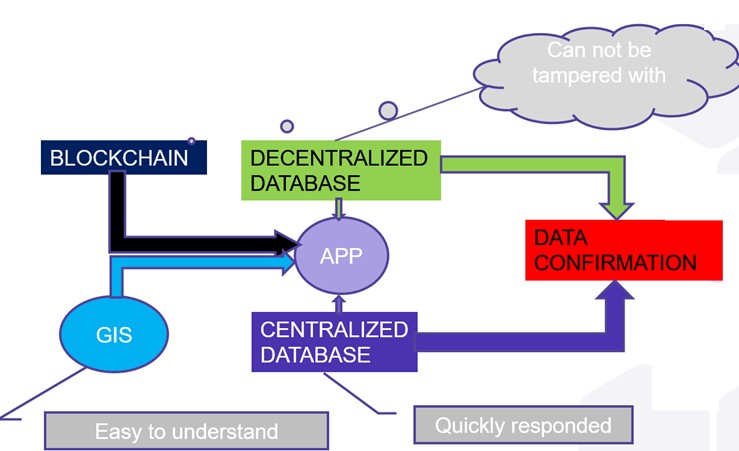 Can not be
tampered with
BLOCKCHAIN
DECENTRALIZED
DATABASE
APP
DATA
CONFIRMATION
GIS
CENTRALIZED
DATABASE
Easy to understand
Quickly responded